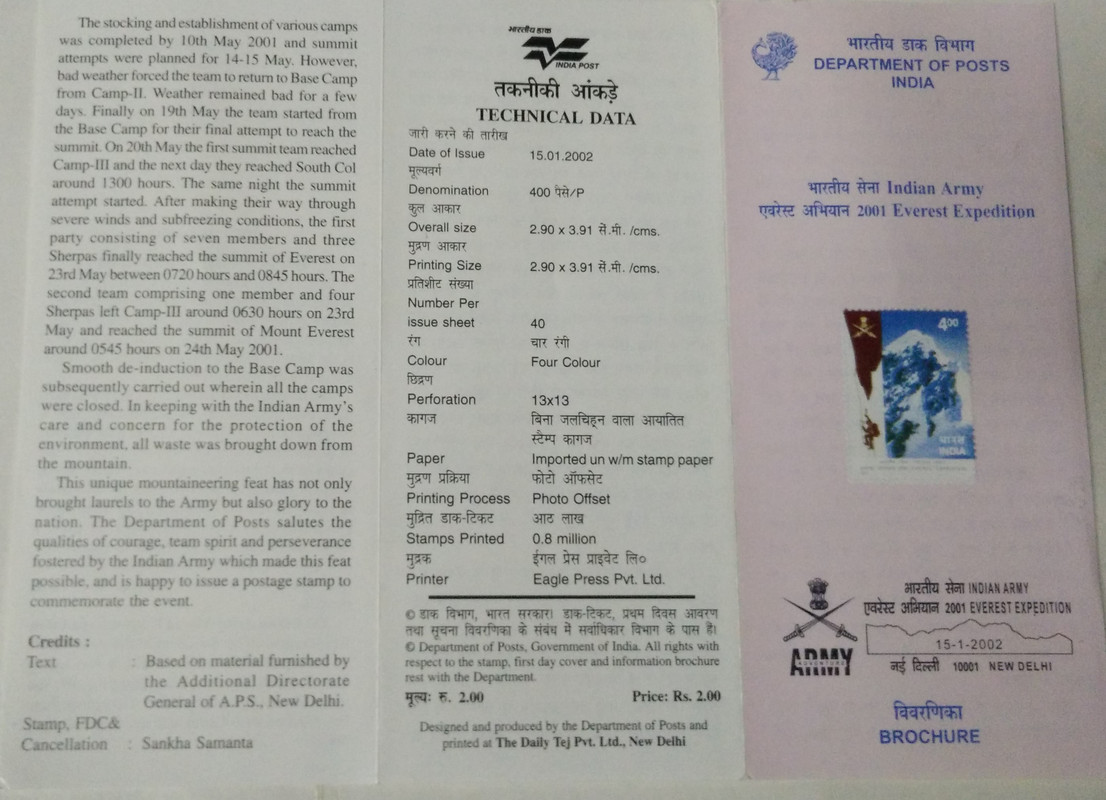 The stocking and establishment of various camps
was completed by 10th May 2001 and summit
attempts were planned for 14-15 May. However,
bad weather forced the team to return to Base Camp
from Camp-II. Weather remained bad for a few
days. Finally on 19th May the team started from
the Base Camp for their final attempt to reach the
summit. On 20th May the first summit team reached
Camp-III and the next day they reached South Col
around 1300 hours. The same night the summit
attempt started. After making their way through
severe winds and subfreezing conditions, the first
party consisting of seven members and three
Sherpas finally reached the summit of Everest on
23rd May between 0720 hours and 0845 hours. The
second team comprising one member and four
Sherpas left Camp-III around 0630 hours on 23rd
May and reached the summit of Mount Everest
around 0545 hours on 24th May 2001.
Smooth de-induction to the Base Camp was
subsequently carried out wherein all the camps
were closed. In keeping with the Indian Army's
care and concern for the protection of the
environment, all waste was brought down from
the mountain.
This unique mountaineering feat has not only
brought laurels to the Army but also glory to the
nation. The Department of Posts salutes the
qualities of courage, team spirit and perseverance
fostered by the Indian Army which made this feat
possible, and is happy to issue a postage stamp to
commemorate the event.
Credits :
Text : Based on material furnished by
the Additional Directorate
General of A.P.S., New Delhi.
Stamp, FDC&
Cancellation : Sankha Samanta
भारतीय डाक
INDIA POST
तकनीकी आंकड़े
TECHNICAL DATA
जारी करने की तारीख
Date of Issue 15.01.2002
मूल्यवर्ग
Denomination 400 पैसे/P
कुल आकार
Overall size 2.90 x 3.91 सें.मी. /cms.
मुद्रण आकार
Printing Size 2.90 x 3.91 सें.मी. /cms.
प्रतिशीट संख्या
Number Per
issue sheet 40
रंग चार रंगी
Colour Four Colour
छिद्रण
Perforation 13x13
कागज बिना जलचिह्न वाला आयातित
स्टैम्प कागज
Paper Imported un w/m stamp paper
मुद्रण प्रक्रिया फोटो ऑफसेट
Printing Process Photo Offset
मुद्रित डाक-टिकट आठ लाख
Stamps Printed 0.8 million
मुद्रक ईगल प्रेस प्राइवेट लि०
Printer Eagle Press Pvt. Ltd.
© डाक विभाग, भारत सरकार। डाक-टिकट, प्रथम दिवस आवरण
तथा सूचना विवरणिका के संबंध में सर्वाधिकार विभाग के पास है।
© Department of Posts, Government of India. All rights with
respect to the stamp, first day cover and information brochure
rest with the Department.
मूल्यः रु. 2.00 Price: Rs. 2.00
Designed and produced by the Department of Posts and
printed at The Daily Tej Pvt. Ltd., New Delhi
भारतीय डाक विभाग
DEPARTMENT OF POSTS
INDIA
भारतीय सेना Indian Army
एवरेस्ट अभियान 2001 Everest Expedition
400
भारत
INDIA
भारतीय सेना INDIAN ARMY
एवरेस्ट अभियान 2001 EVEREST EXPEDITION
15-1-2002
ARMY
ADVENTURE
नई दिल्ली 10001 NEW DELHI
विवरणिका
BROCHURE